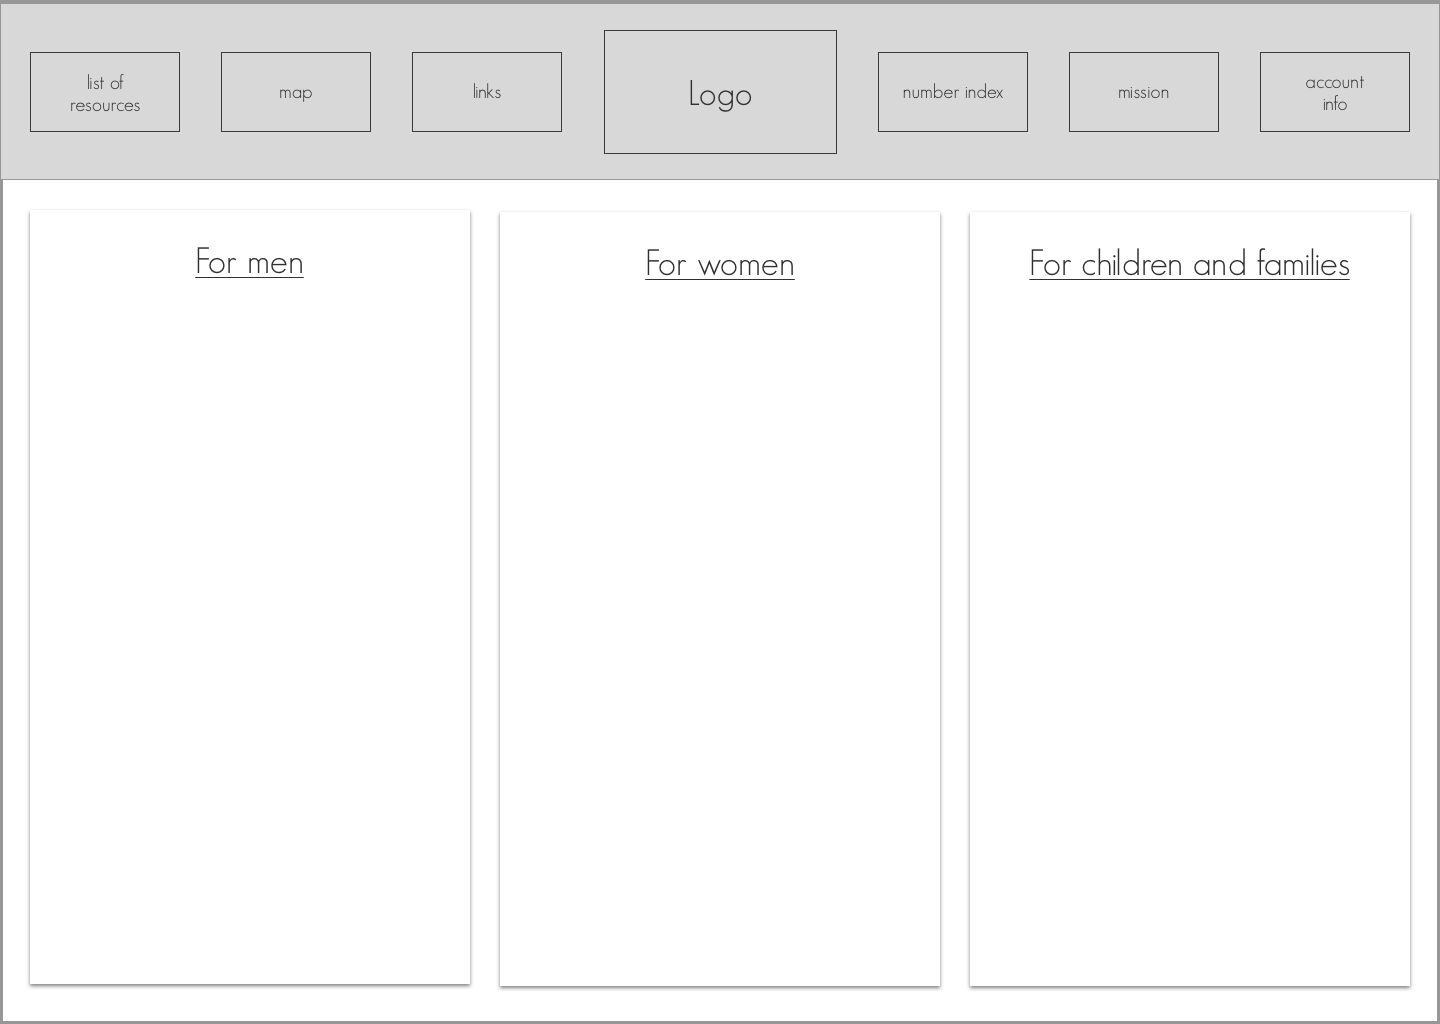 list of
resources
map
links
Logo
number index
mission
account
info
For men
For women
For children and families